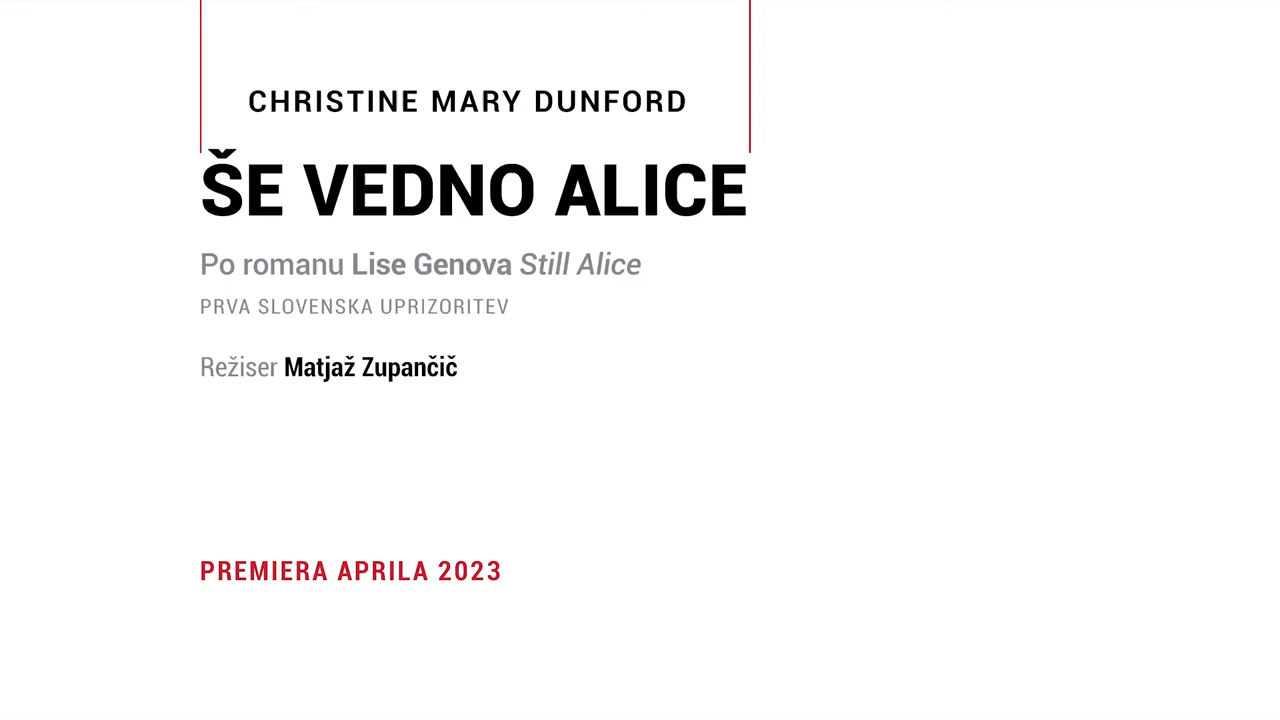 CHRISTINE MARY DUNFORD
ŠE VEDNO ALICE
Po romanu Lise Genova Still Alice
PRVA SLOVENSKA UPRIZORITEV
Režiser Matjaž Zupančič
PREMIERA APRILA 2023